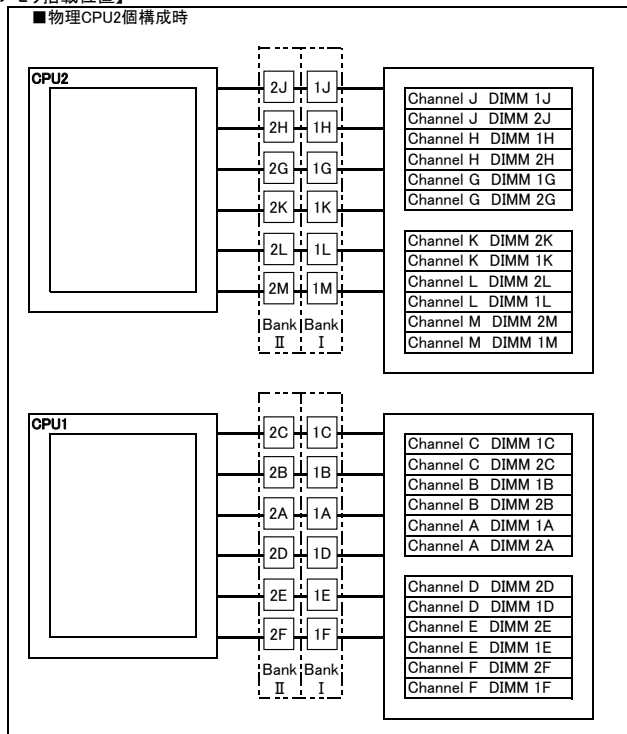 ■物理CPU2個構成時
CPU2
2J 1J
2H 1H
2G 1G
2K 1K
2L 1L
2M 1M
Bank Bank
Ⅱ Ⅰ
Channel J DIMM 1J
Channel J DIMM 2J
Channel H DIMM 1H
Channel H DIMM 2H
Channel G DIMM 1G
Channel G DIMM 2G
Channel K DIMM 2K
Channel K DIMM 1K
Channel L DIMM 2L
Channel L DIMM 1L
Channel M DIMM 2M
Channel M DIMM 1M
CPU1
2C 1C
2B 1B
2A 1A
2D 1D
2E 1E
2F 1F
Bank Bank
Ⅱ Ⅰ
Channel C DIMM 1C
Channel C DIMM 2C
Channel B DIMM 1B
Channel B DIMM 2B
Channel A DIMM 1A
Channel A DIMM 2A
Channel D DIMM 2D
Channel D DIMM 1D
Channel E DIMM 2E
Channel E DIMM 1E
Channel F DIMM 2F
Channel F DIMM 1F